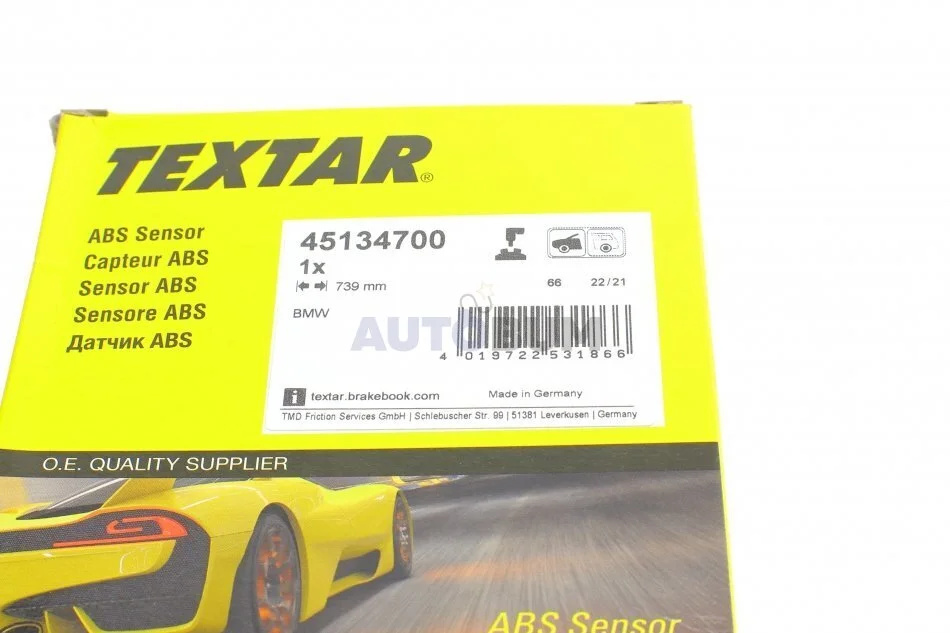 TEXTAR®
ABS Sensor
Capteur ABS
Sensor ABS
Sensore ABS
Датчик ABS
45134700
1x
739 mm
66 22/21
BMW
AUTO
4 019722 531866
i textar.brakebook.com Made in Germany
TMD Friction Services GmbH | Schlebuscher Str. 99 | 51381 Leverkusen | Germany
O.E. QUALITY SUPPLIER
ABS Sensor